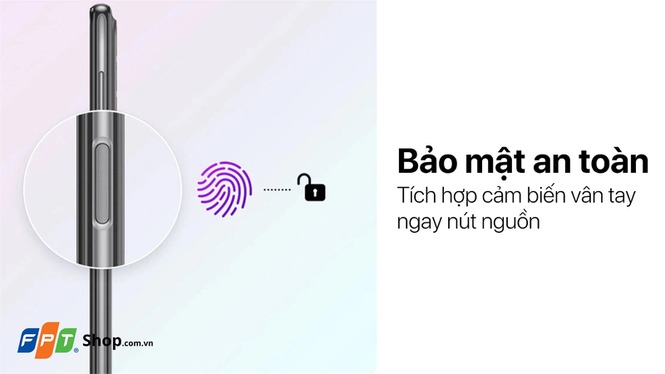 Bảo mật an toàn
Tích hợp cảm biến vân tay
ngay nút nguồn
FPT® Shop.com.vn